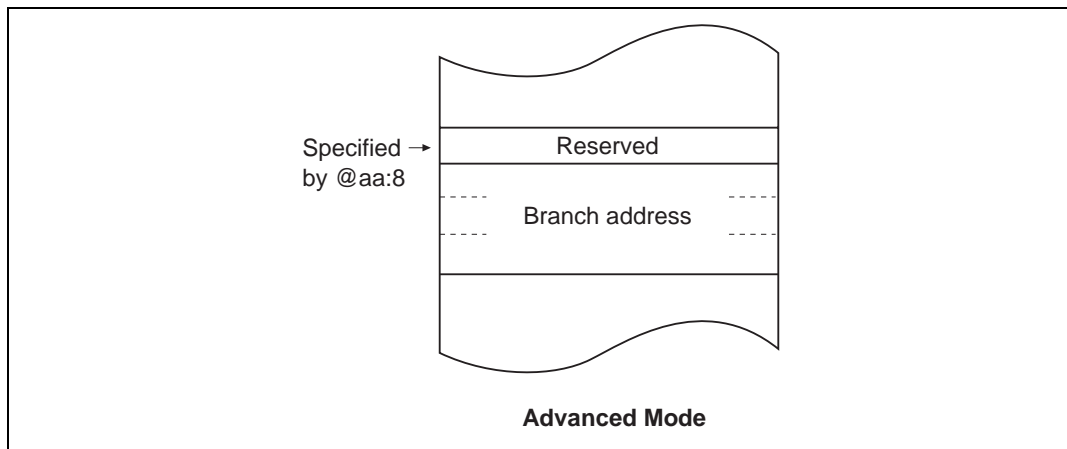 Reserved
Specified →
by @aa:8
Branch address
Advanced Mode